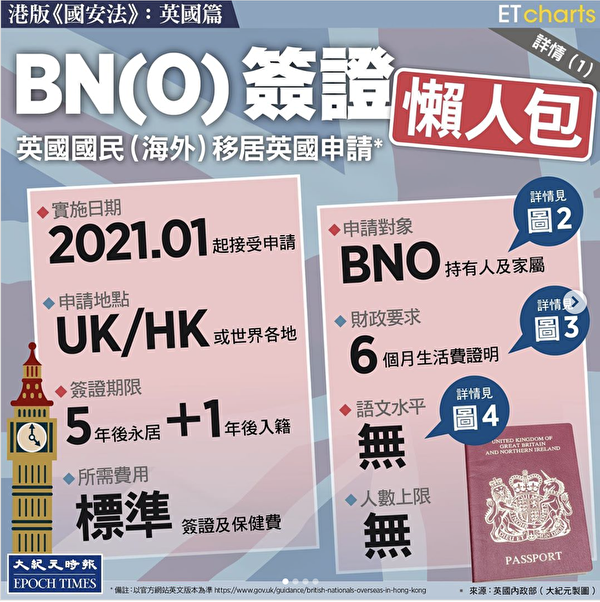 港版《國安法》：英國篇
ETcharts
詳情（1）
BN(O) 簽證
懶人包
英國國民（海外）移居英國申請*
實施日期
2021.01 起接受申請
申請地點
UK/HK 或世界各地
簽證期限
5 年後永居 +1 年後入籍
所需費用
標準 簽證及保健費
申請對象
詳情見
圖2
BNO 持有人及家屬
財政要求
詳情見
圖3
6 個月生活費證明
語文水平
詳情見
圖4
無
人數上限
無
UNITED KINGDOM OF
GREAT BRITAIN
AND NORTHERN IRELAND
PASSPORT
大紀元時報
EPOCH TIMES
*備註：以官方網站英文版本為準 https://www.gov.uk/guidance/british-nationals-overseas-in-hong-kong
* 來源：英國內政部（大紀元製圖）